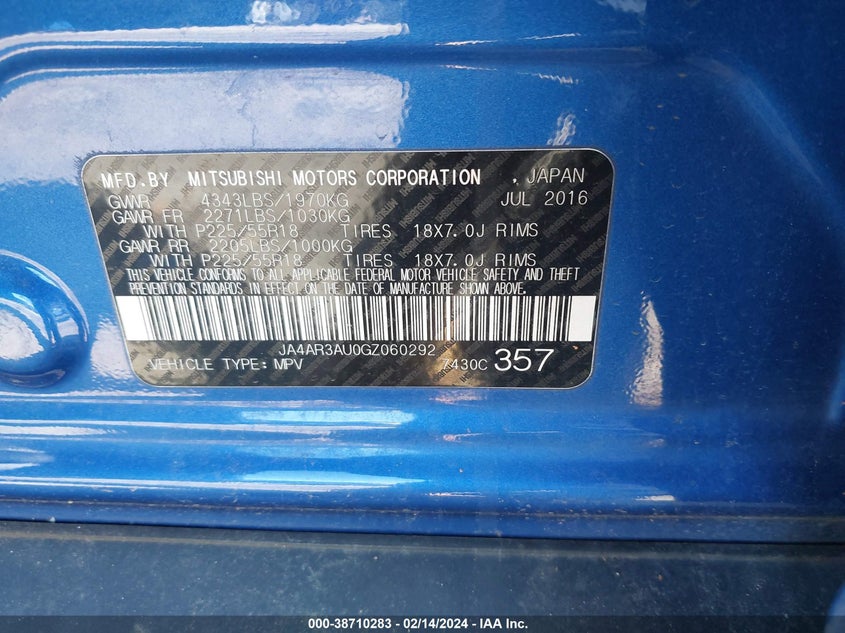 MFD.BY MITSUBISHI MOTORS CORPORATION , JAPAN
GVWR 4343LBS/1970KG JUL 2016
GAWR FR 2271LBS/1030KG
WITH P225/55R18 TIRES 18X7.0J RIMS
GAWR RR 2205LBS/1000KG
WITH P225/55R18 TIRES 18X7.0J RIMS
THIS VEHICLE CONFORMS TO ALL APPLICABLE FEDERAL MOTOR VEHICLE SAFETY AND THEFT
PREVENTION STANDARDS IN EFFECT ON THE DATE OF MANUFACTURE SHOWN ABOVE.
JA4AR3AU0GZ060292
VEHICLE TYPE: MPV 7430C 357
000-38710283 - 02/14/2024 - IAA Inc.